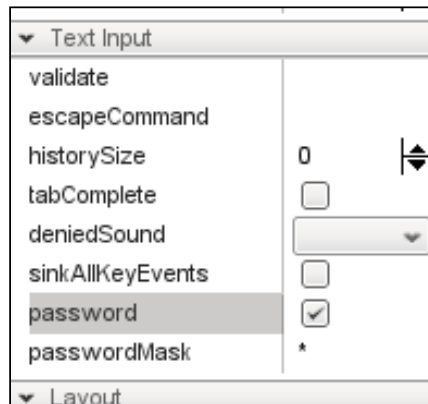 Text Input
validate
escapeCommand
historySize 0
tabComplete
deniedSound
sinkAllKeyEvents
password
passwordMask *
Layout